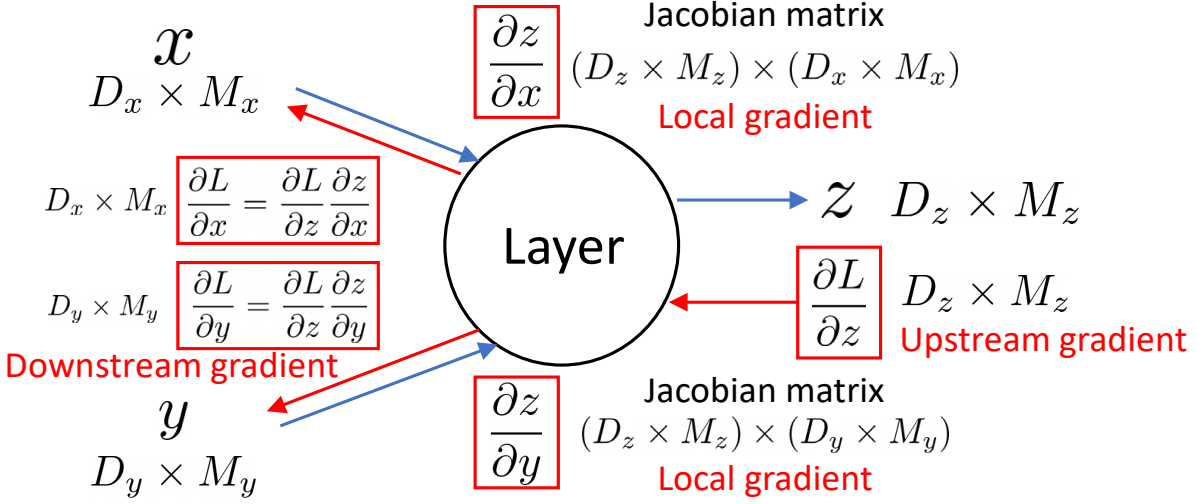 x
D_x × M_x
∂z/∂x
Jacobian matrix
(D_z × M_z) × (D_x × M_x)
Local gradient
D_x × M_x ∂L/∂x = ∂L/∂z ∂z/∂x
Layer
z D_z × M_z
D_y × M_y ∂L/∂y = ∂L/∂z ∂z/∂y
Downstream gradient
∂L/∂z D_z × M_z
Upstream gradient
y
D_y × M_y
∂z/∂y
Jacobian matrix
(D_z × M_z) × (D_y × M_y)
Local gradient